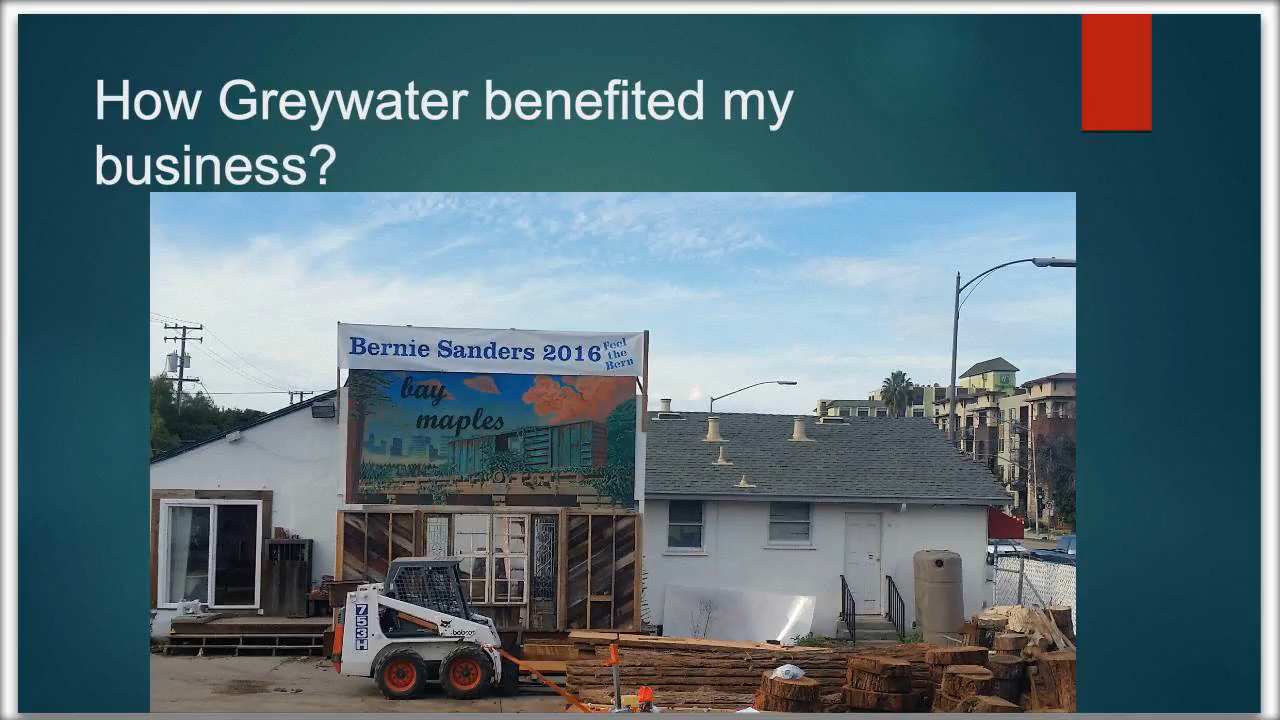 How Greywater benefited my
business?
Bernie Sanders 2016
Feel
the
Bern
bay
maples
753H
bobcat